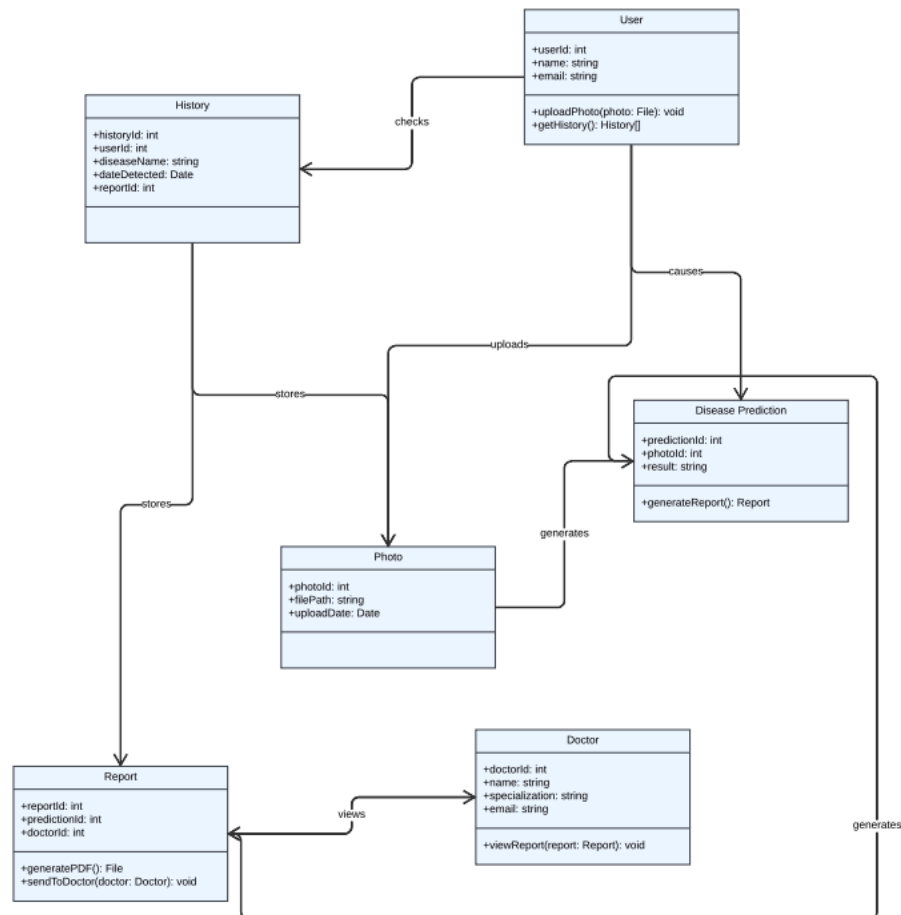 User
+userId: int
+name: string
+email: string
+uploadPhoto(photo: File): void
+getHistory(): History[]
checks
History
+historyId: int
+userId: int
+diseaseName: string
+dateDetected: Date
+reportId: int
causes
uploads
stores
Disease Prediction
+predictionId: int
+photoId: int
+result: string
+generateReport(): Report
stores
generates
Photo
+photoId: int
+filePath: string
+uploadDate: Date
Doctor
+doctorId: int
+name: string
+specialization: string
+email: string
+viewReport(report: Report): void
Report
+reportId: int
+predictionId: int
+doctorId: int
+generatePDF(): File
+sendToDoctor(doctor: Doctor): void
views
generates